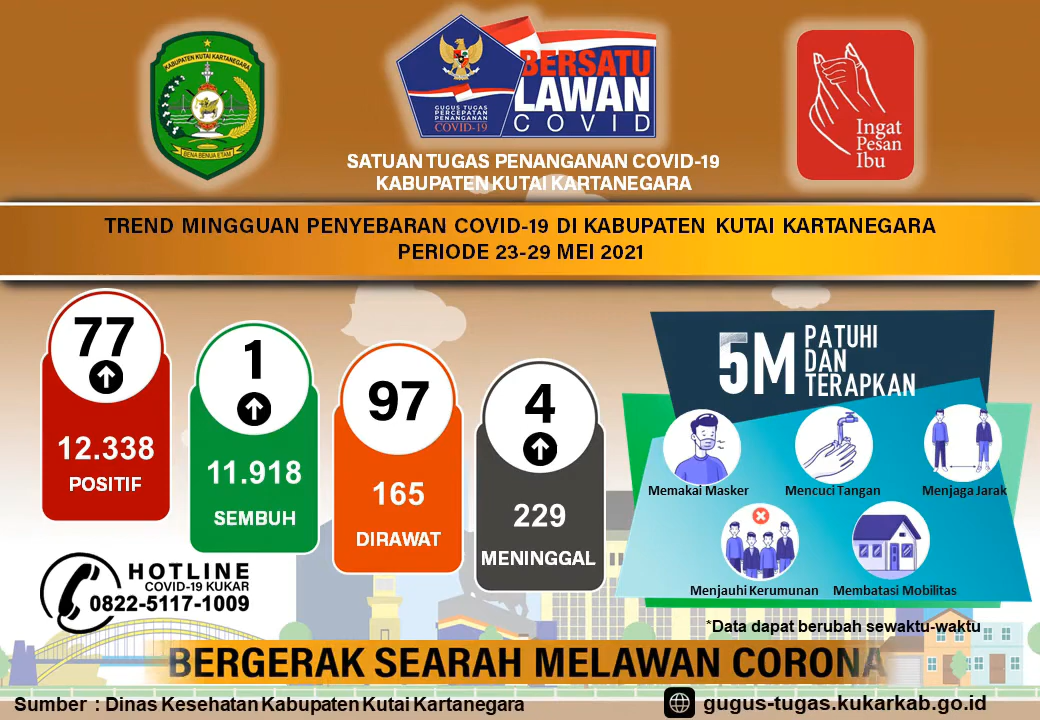 KABUPATEN KUTAI KARTANEGARA
BENA BENUA ETAM
GUGUS TUGAS
PERCEPATAN
PENANGANAN
COVID-19
BERSATU
LAWAN
COVID
Ingat
Pesan
Ibu
SATUAN TUGAS PENANGANAN COVID-19
KABUPATEN KUTAI KARTANEGARA
TREND MINGGUAN PENYEBARAN COVID-19 DI KABUPATEN KUTAI KARTANEGARA
PERIODE 23-29 MEI 2021
77
12.338
POSITIF
1
11.918
SEMBUH
97
165
DIRAWAT
4
229
MENINGGAL
5M
PATUHI
DAN
TERAPKAN
Memakai Masker
Mencuci Tangan
Menjaga Jarak
Menjauhi Kerumunan
Membatasi Mobilitas
HOTLINE
COVID-19 KUKAR
0822-5117-1009
*Data dapat berubah sewaktu-waktu
BERGERAK SEARAH MELAWAN CORONA
Sumber : Dinas Kesehatan Kabupaten Kutai Kartanegara
gugus-tugas.kukarkab.go.id